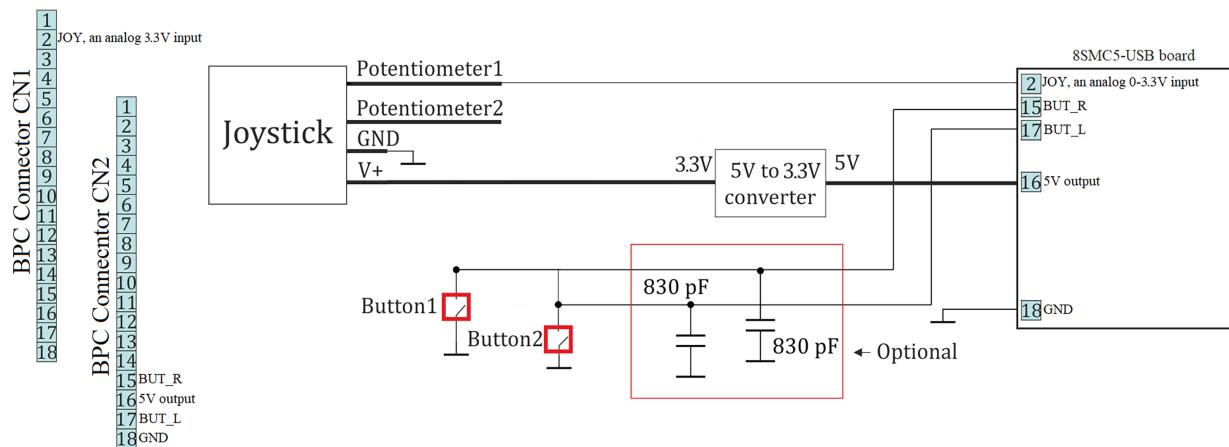 BPC Connector CN1
1
2 JOY, an analog 3.3V input
3
4
5
6
7
8
9
10
11
12
13
14
15
16
17
18
BPC Connentor CN2
1
2
3
4
5
6
7
8
9
10
11
12
13
14
15 BUT_R
16 5V output
17 BUT_L
18 GND
Joystick
Potentiometer1
Potentiometer2
GND
V+
3.3V
5V to 3.3V
converter
5V
Button1
Button2
830 pF
830 pF
Optional
8SMC5-USB board
2 JOY, an analog 0-3.3V input
15 BUT_R
17 BUT_L
16 5V output
18 GND